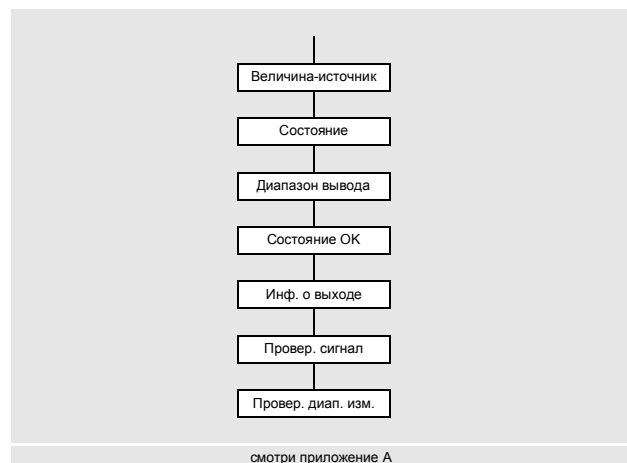 Величина-источник
Состояние
Диапазон вывода
Состояние OK
Инф. о выходе
Провер. сигнал
Провер. диап. изм.
смотри приложение A